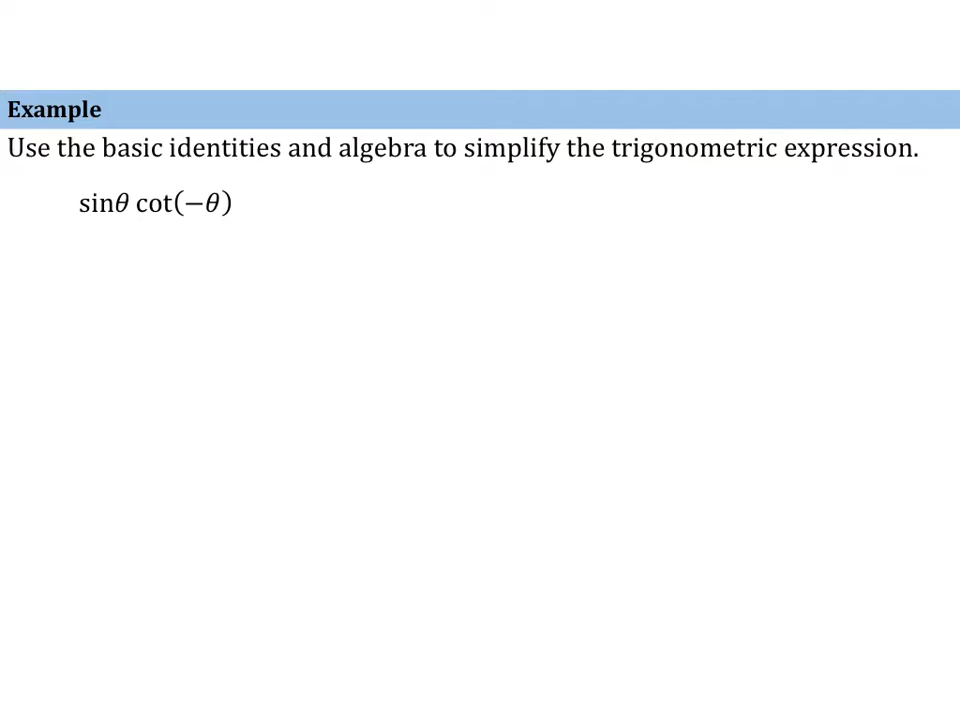 Example
Use the basic identities and algebra to simplify the trigonometric expression.
sin𝜃 cot(−𝜃)